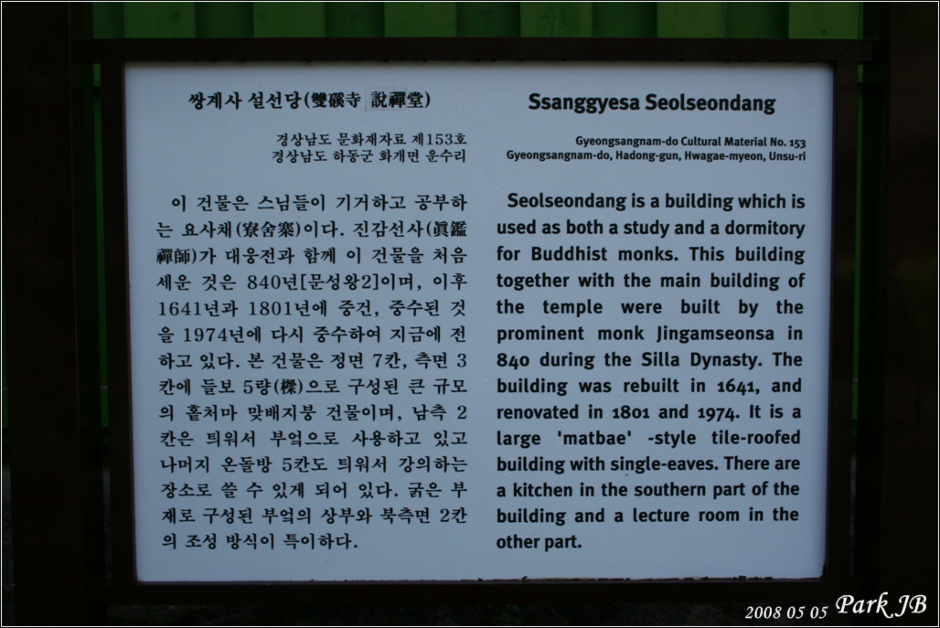 쌍계사 설선당(雙磎寺 說禪堂)
경상남도 문화재자료 제153호
경상남도 하동군 화개면 운수리
이 건물은 스님들이 기거하고 공부하
는 요사채(寮舍寨)이다. 진감선사(眞鑑
禪師)가 대웅전과 함께 이 건물을 처음
세운 것은 840년[문성왕2]이며, 이후
1641년과 1801년에 중건, 중수된 것
을 1974년에 다시 중수하여 지금에 전
하고 있다. 본 건물은 정면 7칸, 측면 3
칸에 들보 5량(樑)으로 구성된 큰 규모
의 홑처마 맞배지붕 건물이며, 남측 2
칸은 틔워서 부엌으로 사용하고 있고
나머지 온돌방 5칸도 틔워서 강의하는
장소로 쓸 수 있게 되어 있다. 굵은 부
재로 구성된 부엌의 상부와 북측면 2칸
의 조성 방식이 특이하다.
Ssanggyesa Seolseondang
Gyeongsangnam-do Cultural Material No. 153
Gyeongsangnam-do, Hadong-gun, Hwagae-myeon, Unsu-ri
Seolseondang is a building which is
used as both a study and a dormitory
for Buddhist monks. This building
together with the main building of
the temple were built by the
prominent monk Jingamseonsa in
840 during the Silla Dynasty. The
building was rebuilt in 1641, and
renovated in 1801 and 1974. It is a
large 'matbae' -style tile-roofed
building with single-eaves. There are
a kitchen in the southern part of the
building and a lecture room in the
other part.
2008 05 05 Park JB